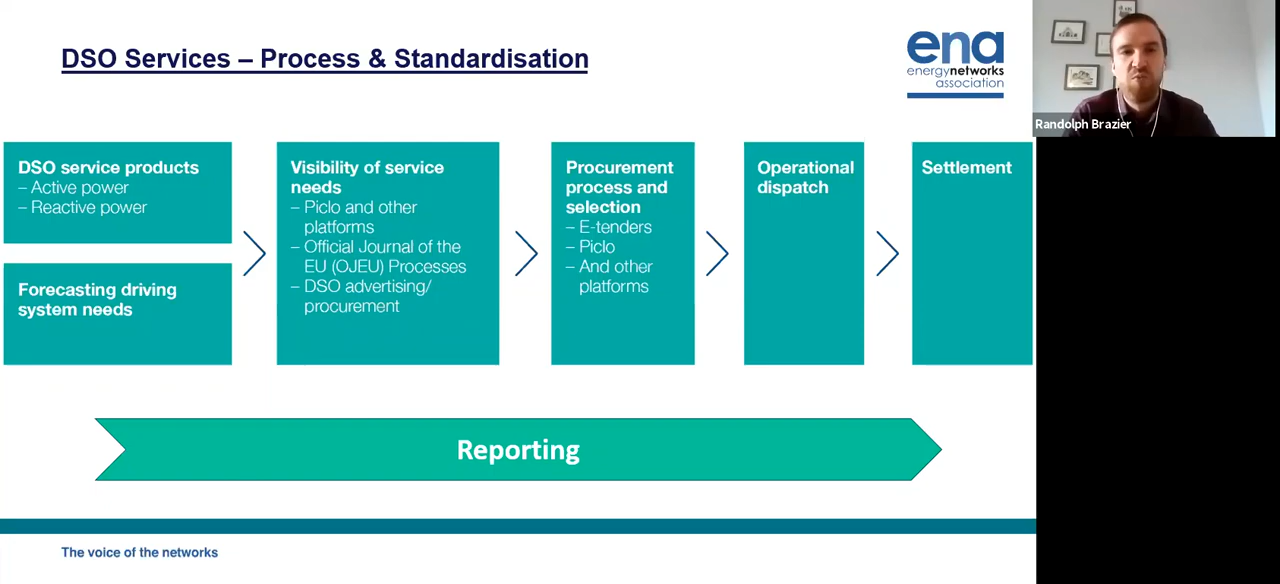 DSO Services – Process & Standardisation
ena
energynetworks
association
Randolph Brazier
DSO service products
– Active power
– Reactive power
Forecasting driving
system needs
Visibility of service
needs
– Piclo and other
platforms
– Official Journal of the
EU (OJEU) Processes
– DSO advertising/
procurement
Procurement
process and
selection
– E-tenders
– Piclo
– And other
platforms
Operational
dispatch
Settlement
Reporting
The voice of the networks